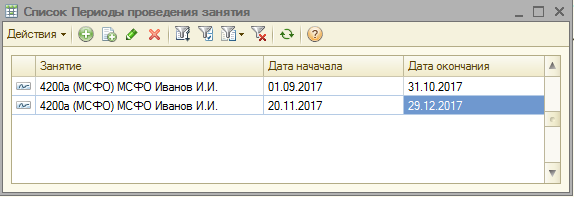 Список Периоды проведения занятия
Действия
Занятие Дата начачала Дата окончания
4200а (МСФО) МСФО Иванов И.И. 01.09.2017 31.10.2017
4200а (МСФО) МСФО Иванов И.И. 20.11.2017 29.12.2017